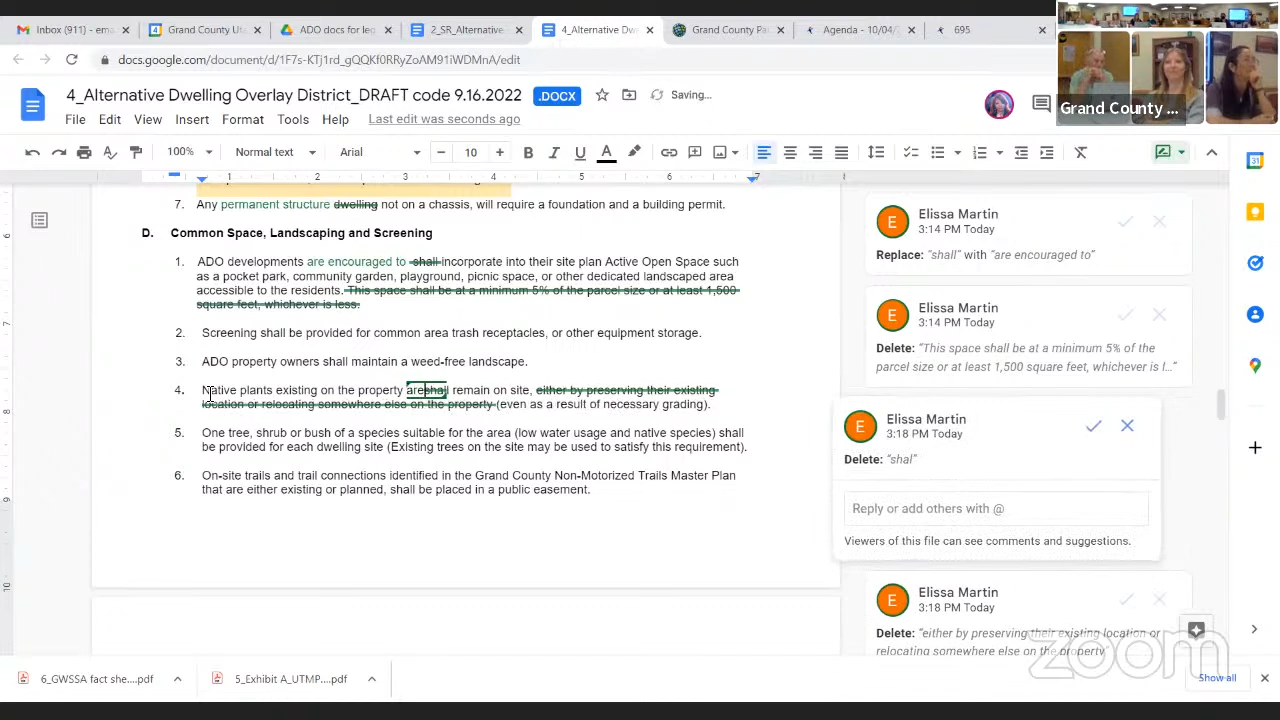 Inbox (911) - ema
Grand County Ut
ADO docs folde
2_SR_Alternative
4_Alternative Dw
Grand County Pa
Agenda - 10/04/
695
docs.google.com/document/d/1F7s-KTj1rd_gQQKf0RRyZoAM91iWDMnA/edit
4_Alternative Dwelling Overlay District_DRAFT code 9.16.2022
.DOCX
Saving...
Grand County ...
File Edit View Insert Format Tools Help Last edit was seconds ago
100% Normal text Arial 10 B I U A
1 2 3 4 5 6 7
7. Any permanent structure dwelling not on a chassis, will require a foundation and a building permit.
D. Common Space, Landscaping and Screening
1. ADO developments are encouraged to shall incorporate into their site plan Active Open Space such
as a pocket park, community garden, playground, picnic space, or other dedicated landscaped area
accessible to the residents. This space shall be at a minimum 5% of the parcel size or at least 1,500
square feet, whichever is less.
2. Screening shall be provided for common area trash receptacles, or other equipment storage.
3. ADO property owners shall maintain a weed-free landscape.
4. Native plants existing on the property areshall remain on site, either by preserving their existing
location or relocating somewhere else on the property (even as a result of necessary grading).
5. One tree, shrub or bush of a species suitable for the area (low water usage and native species) shall
be provided for each dwelling site (Existing trees on the site may be used to satisfy this requirement).
6. On-site trails and trail connections identified in the Grand County Non-Motorized Trails Master Plan
that are either existing or planned, shall be placed in a public easement.
E
Elissa Martin
3:14 PM Today
Replace: "shall" with "are encouraged to"
E
Elissa Martin
3:14 PM Today
Delete: "This space shall be at a minimum 5% of the
parcel size or at least 1,500 square feet, whichever is l..."
E
Elissa Martin
3:18 PM Today
Delete: "shal"
Reply or add others with @
Viewers of this file can see comments and suggestions.
E
Elissa Martin
3:18 PM Today
Delete: "either by preserving their existing location or
relocating somewhere else on the property"
zoom
6_GWSSA fact she....pdf
5_Exhibit A_UTMP....pdf
Show all